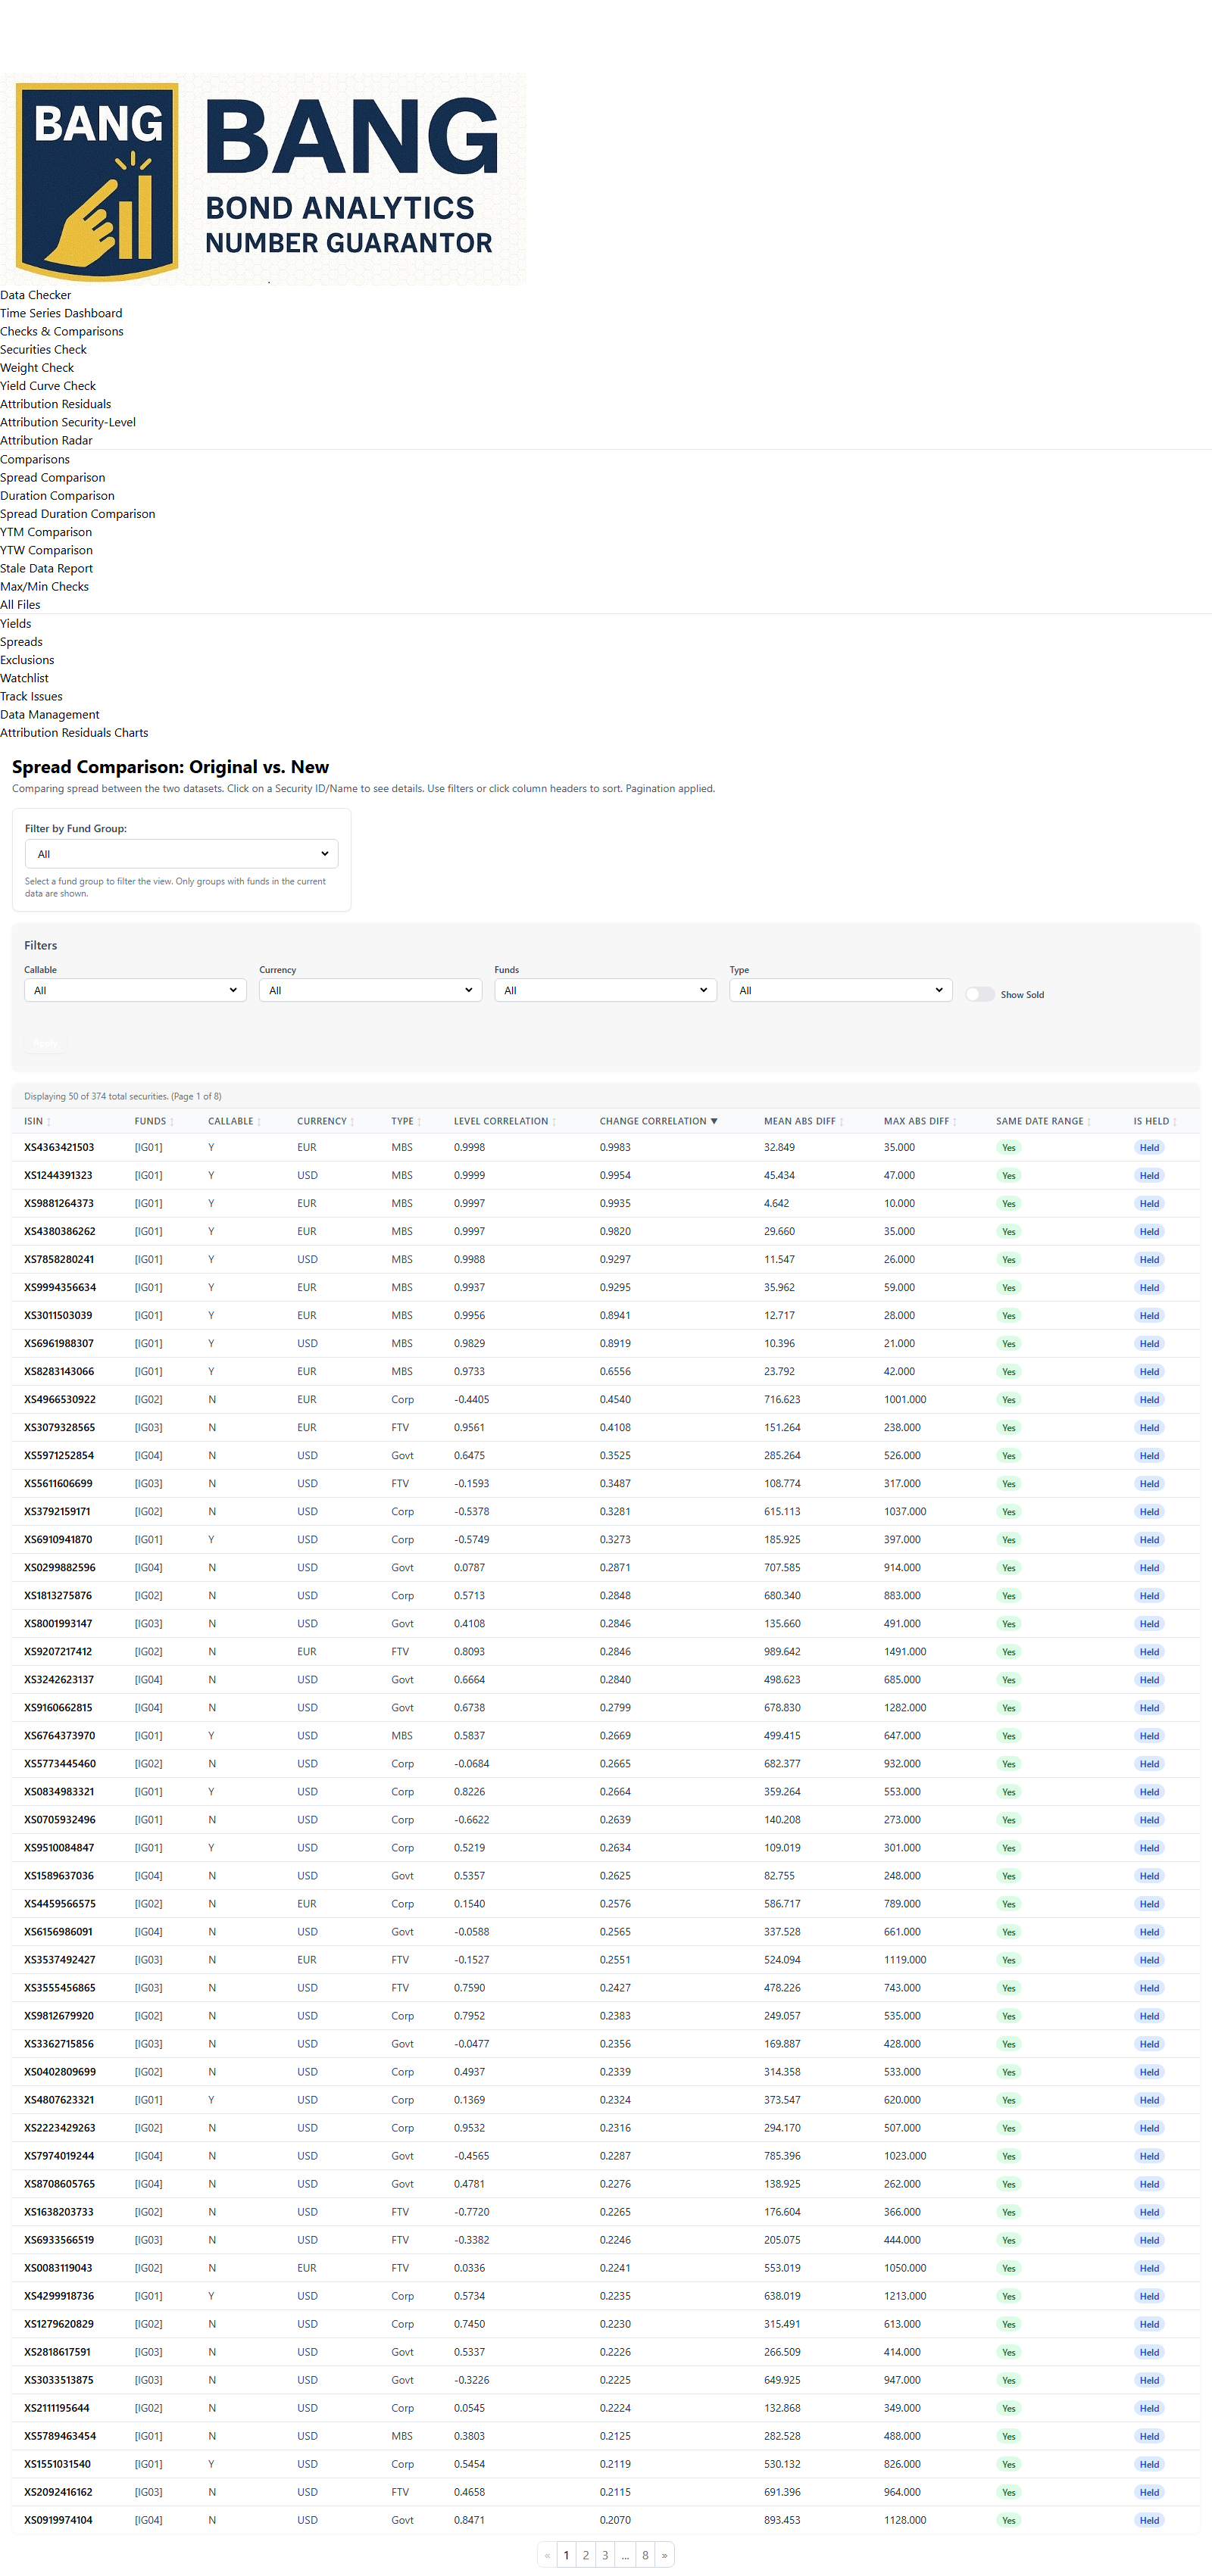 BANG
BANG
BOND ANALYTICS
NUMBER GUARANTOR
Data Checker
Time Series Dashboard
Checks & Comparisons
Securities Check
Weight Check
Yield Curve Check
Attribution Residuals
Attribution Security-Level
Attribution Radar
Comparisons
Spread Comparison
Duration Comparison
Spread Duration Comparison
YTM Comparison
YTW Comparison
Stale Data Report
Max/Min Checks
All Files
Yields
Spreads
Exclusions
Watchlist
Track Issues
Data Management
Attribution Residuals Charts
Spread Comparison: Original vs. New
Comparing spread between the two datasets. Click on a Security ID/Name to see details. Use filters or click column headers to sort. Pagination applied.
Filter by Fund Group:
All
Select a fund group to filter the view. Only groups with funds in the current
data are shown.
Filters
Callable Currency Funds Type
All All All All Show Sold
Apply
Displaying 50 of 374 total securities. (Page 1 of 8)
ISIN ↕ FUNDS ↕ CALLABLE ↕ CURRENCY ↕ TYPE ↕ LEVEL CORRELATION ↕ CHANGE CORRELATION ▼ MEAN ABS DIFF ↕ MAX ABS DIFF ↕ SAME DATE RANGE ↕ IS HELD ↕
XS4363421503 [IG01] Y EUR MBS 0.9998 0.9983 32.849 35.000 Yes Held
XS1244391323 [IG01] Y USD MBS 0.9999 0.9954 45.434 47.000 Yes Held
XS9881264373 [IG01] Y EUR MBS 0.9997 0.9935 4.642 10.000 Yes Held
XS4380386262 [IG01] Y EUR MBS 0.9997 0.9820 29.660 35.000 Yes Held
XS7858280241 [IG01] Y USD MBS 0.9988 0.9297 11.547 26.000 Yes Held
XS9994356634 [IG01] Y EUR MBS 0.9937 0.9295 35.962 59.000 Yes Held
XS3011503039 [IG01] Y EUR MBS 0.9956 0.8941 12.717 28.000 Yes Held
XS6961988307 [IG01] Y USD MBS 0.9829 0.8919 10.396 21.000 Yes Held
XS8283143066 [IG01] Y EUR MBS 0.9733 0.6556 23.792 42.000 Yes Held
XS4966530922 [IG02] N EUR Corp -0.4405 0.4540 716.623 1001.000 Yes Held
XS3079328565 [IG03] N EUR FTV 0.9561 0.4108 151.264 238.000 Yes Held
XS5971252854 [IG04] N USD Govt 0.6475 0.3525 285.264 526.000 Yes Held
XS5611606699 [IG03] N USD FTV -0.1593 0.3487 108.774 317.000 Yes Held
XS3792159171 [IG02] N USD Corp -0.5378 0.3281 615.113 1037.000 Yes Held
XS6910941870 [IG01] Y USD Corp -0.5749 0.3273 185.925 397.000 Yes Held
XS0299882596 [IG04] N USD Govt 0.0787 0.2871 707.585 914.000 Yes Held
XS1813275876 [IG02] N USD Corp 0.5713 0.2848 680.340 883.000 Yes Held
XS8001993147 [IG03] N USD Govt 0.4108 0.2846 135.660 491.000 Yes Held
XS9207217412 [IG02] N EUR FTV 0.8093 0.2846 989.642 1491.000 Yes Held
XS3242623137 [IG04] N USD Govt 0.6664 0.2840 498.623 685.000 Yes Held
XS9160662815 [IG04] N USD Govt 0.6738 0.2799 678.830 1282.000 Yes Held
XS6764373970 [IG01] Y USD MBS 0.5837 0.2669 499.415 647.000 Yes Held
XS5773445460 [IG02] N USD Corp -0.0684 0.2665 682.377 932.000 Yes Held
XS0834983321 [IG01] Y USD Corp 0.8226 0.2664 359.264 553.000 Yes Held
XS0705932496 [IG01] N USD Corp -0.6622 0.2639 140.208 273.000 Yes Held
XS9510084847 [IG01] Y USD Corp 0.5219 0.2634 109.019 301.000 Yes Held
XS1589637036 [IG04] N USD Govt 0.5357 0.2625 82.755 248.000 Yes Held
XS4459566575 [IG02] N EUR Corp 0.1540 0.2576 586.717 789.000 Yes Held
XS6156986091 [IG04] N USD Govt -0.0588 0.2565 337.528 661.000 Yes Held
XS3537492427 [IG03] N EUR FTV -0.1527 0.2551 524.094 1119.000 Yes Held
XS3555456865 [IG03] N USD FTV 0.7590 0.2427 478.226 743.000 Yes Held
XS9812679920 [IG02] N USD Corp 0.7952 0.2383 249.057 535.000 Yes Held
XS3362715856 [IG03] N USD Govt -0.0477 0.2356 169.887 428.000 Yes Held
XS0402809699 [IG02] N USD Corp 0.4937 0.2339 314.358 533.000 Yes Held
XS4807623321 [IG01] Y USD Corp 0.1369 0.2324 373.547 620.000 Yes Held
XS2223429263 [IG02] N USD Corp 0.9532 0.2316 294.170 507.000 Yes Held
XS7974019244 [IG04] N USD Govt -0.4565 0.2287 785.396 1023.000 Yes Held
XS8708605765 [IG04] N USD Govt 0.4781 0.2276 138.925 262.000 Yes Held
XS1638203733 [IG02] N USD FTV -0.7720 0.2265 176.604 366.000 Yes Held
XS6933566519 [IG03] N USD FTV -0.3382 0.2246 205.075 444.000 Yes Held
XS0083119043 [IG02] N EUR FTV 0.0336 0.2241 553.019 1050.000 Yes Held
XS4299918736 [IG01] Y USD Corp 0.5734 0.2235 638.019 1213.000 Yes Held
XS1279620829 [IG02] N USD Corp 0.7450 0.2230 315.491 613.000 Yes Held
XS2818617591 [IG03] N USD Govt 0.5337 0.2226 266.509 414.000 Yes Held
XS3033513875 [IG03] N USD Govt -0.3226 0.2225 649.925 947.000 Yes Held
XS2111195644 [IG02] N USD Corp 0.0545 0.2224 132.868 349.000 Yes Held
XS5789463454 [IG01] N USD MBS 0.3803 0.2125 282.528 488.000 Yes Held
XS1551031540 [IG01] Y USD Corp 0.5454 0.2119 530.132 826.000 Yes Held
XS2092416162 [IG03] N USD FTV 0.4658 0.2115 691.396 964.000 Yes Held
XS0919974104 [IG04] N USD Govt 0.8471 0.2070 893.453 1128.000 Yes Held
« 1 2 3 ... 8 »